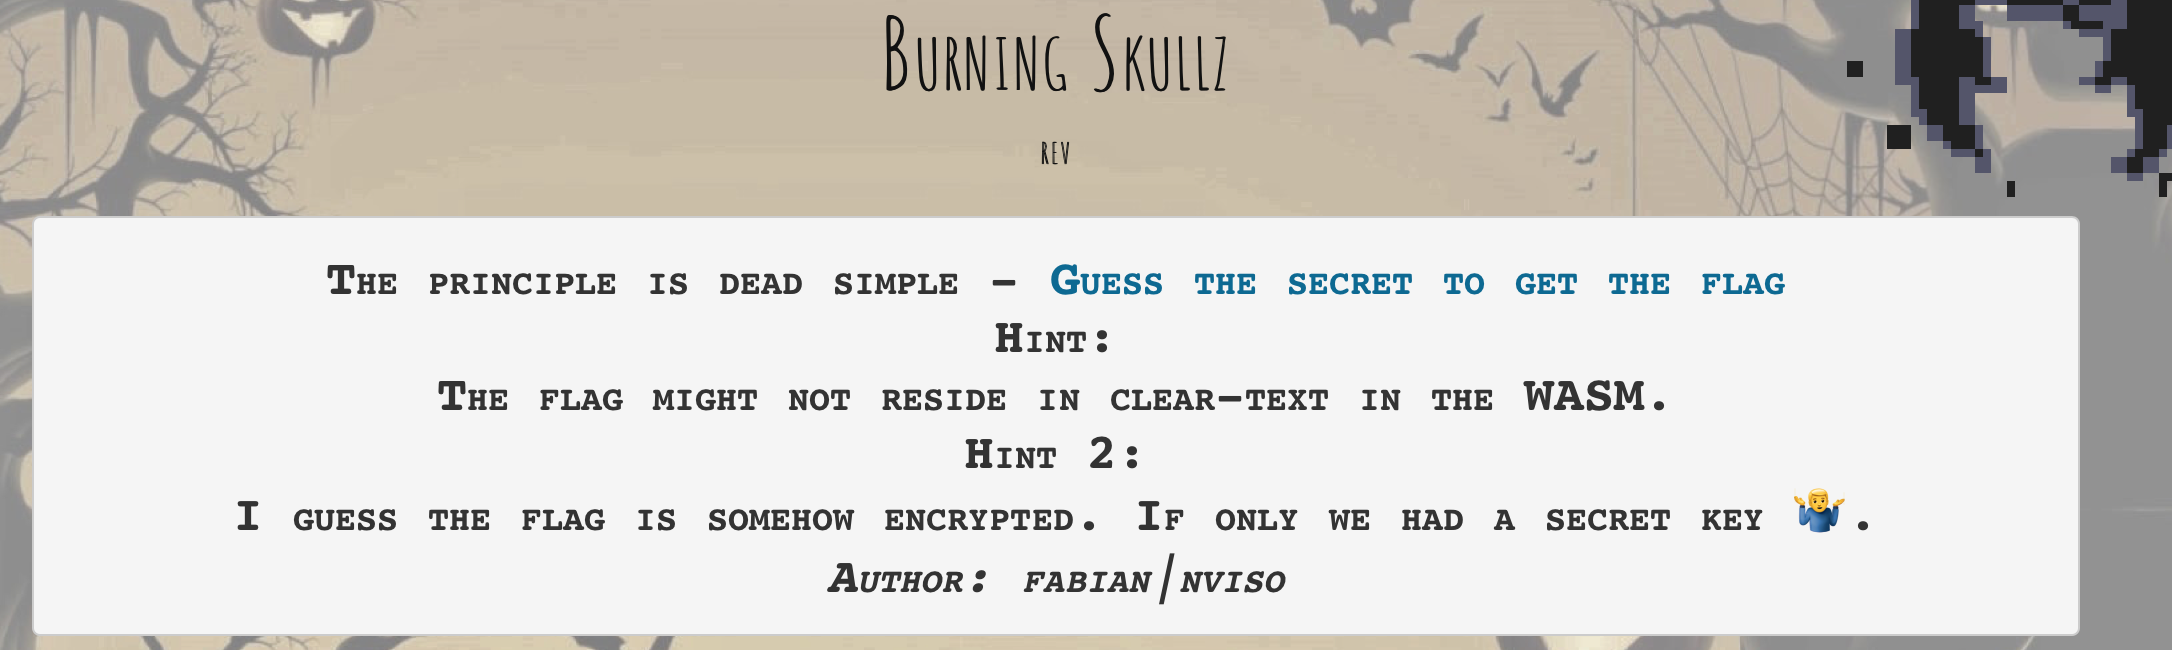 Burning Skullz
rev
The principle is dead simple – Guess the secret to get the flag
Hint:
The flag might not reside in clear-text in the WASM.
Hint 2:
I guess the flag is somehow encrypted. If only we had a secret key 🤷‍♂️.
Author: fabian/nviso